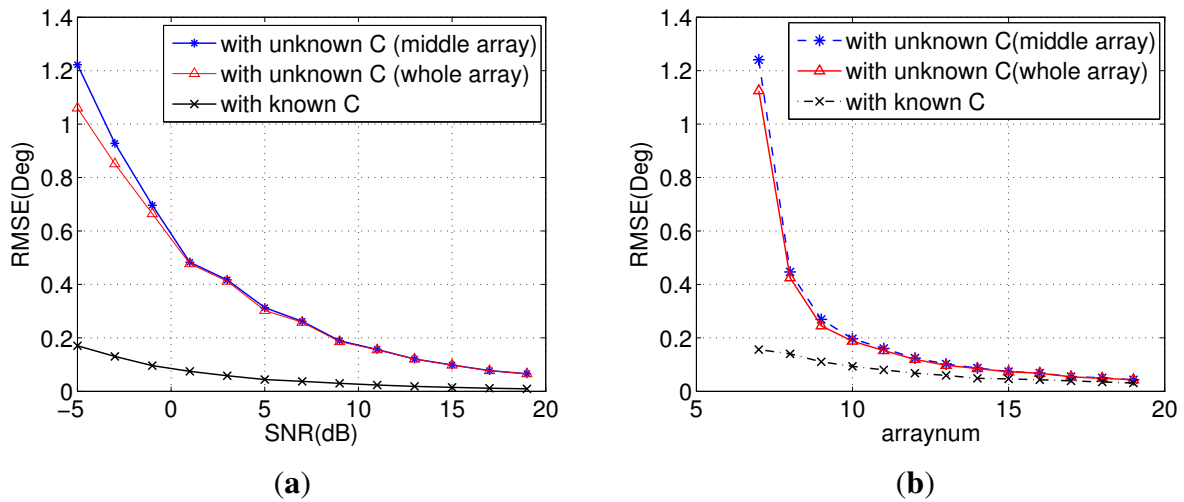 1.4
1.2
1
0.8
0.6
0.4
0.2
0
RMSE(Deg)
with unknown C (middle array)
with unknown C (whole array)
with known C
−5 0 5 10 15 20
SNR(dB)
(a)
1.4
1.2
1
0.8
0.6
0.4
0.2
0
RMSE(Deg)
with unknown C(middle array)
with unknown C(whole array)
with known C
5 10 15 20
arraynum
(b)